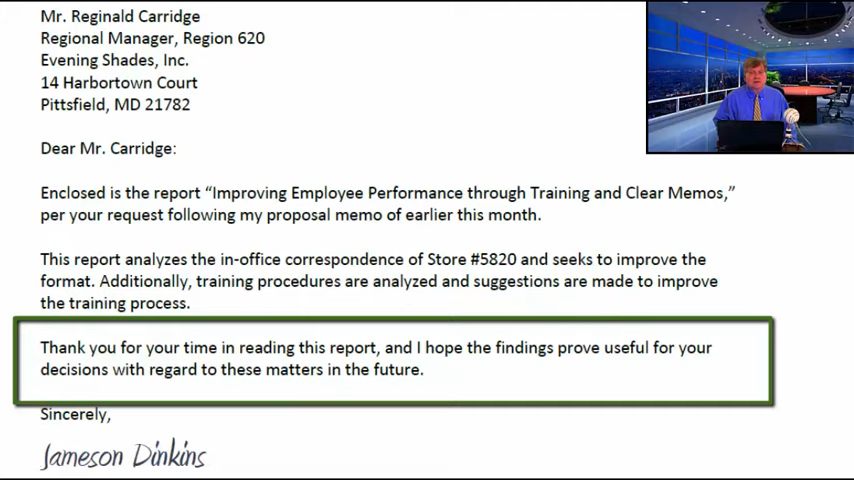 Mr. Reginald Carridge
Regional Manager, Region 620
Evening Shades, Inc.
14 Harbortown Court
Pittsfield, MD 21782
Dear Mr. Carridge:
Enclosed is the report “Improving Employee Performance through Training and Clear Memos,”
per your request following my proposal memo of earlier this month.
This report analyzes the in-office correspondence of Store #5820 and seeks to improve the
format. Additionally, training procedures are analyzed and suggestions are made to improve
the training process.
Thank you for your time in reading this report, and I hope the findings prove useful for your
decisions with regard to these matters in the future.
Sincerely,
Jameson Dinkins